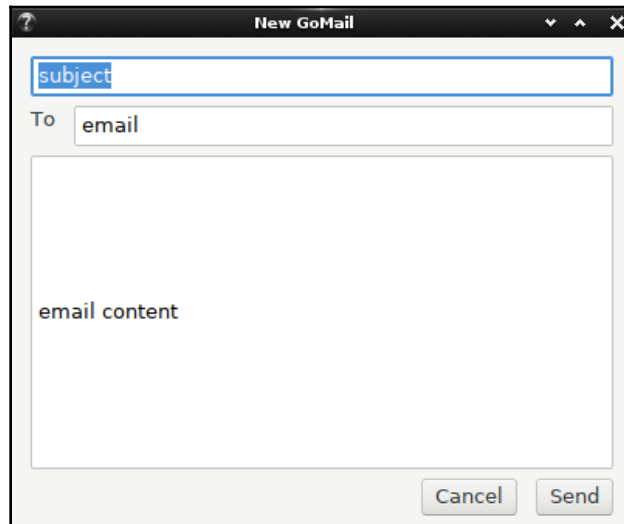 New GoMail
subject
To email
email content
Cancel Send